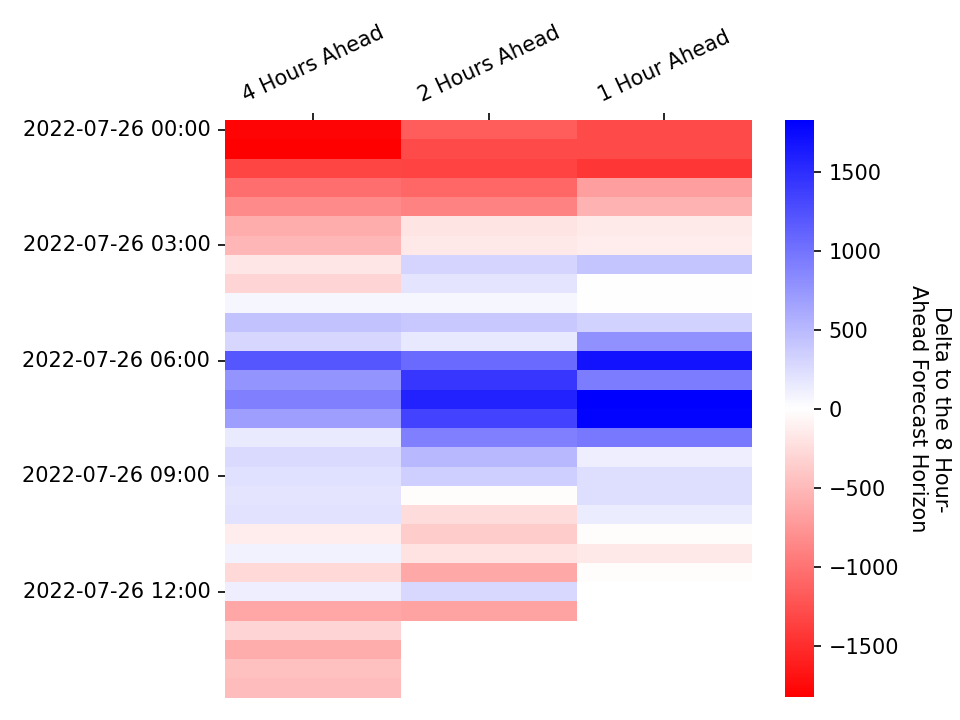 4 Hours Ahead
2 Hours Ahead
1 Hour Ahead
2022-07-26 00:00
2022-07-26 03:00
2022-07-26 06:00
2022-07-26 09:00
2022-07-26 12:00
1500
1000
500
0
−500
−1000
−1500
Delta to the 8 Hour-
Ahead Forecast Horizon